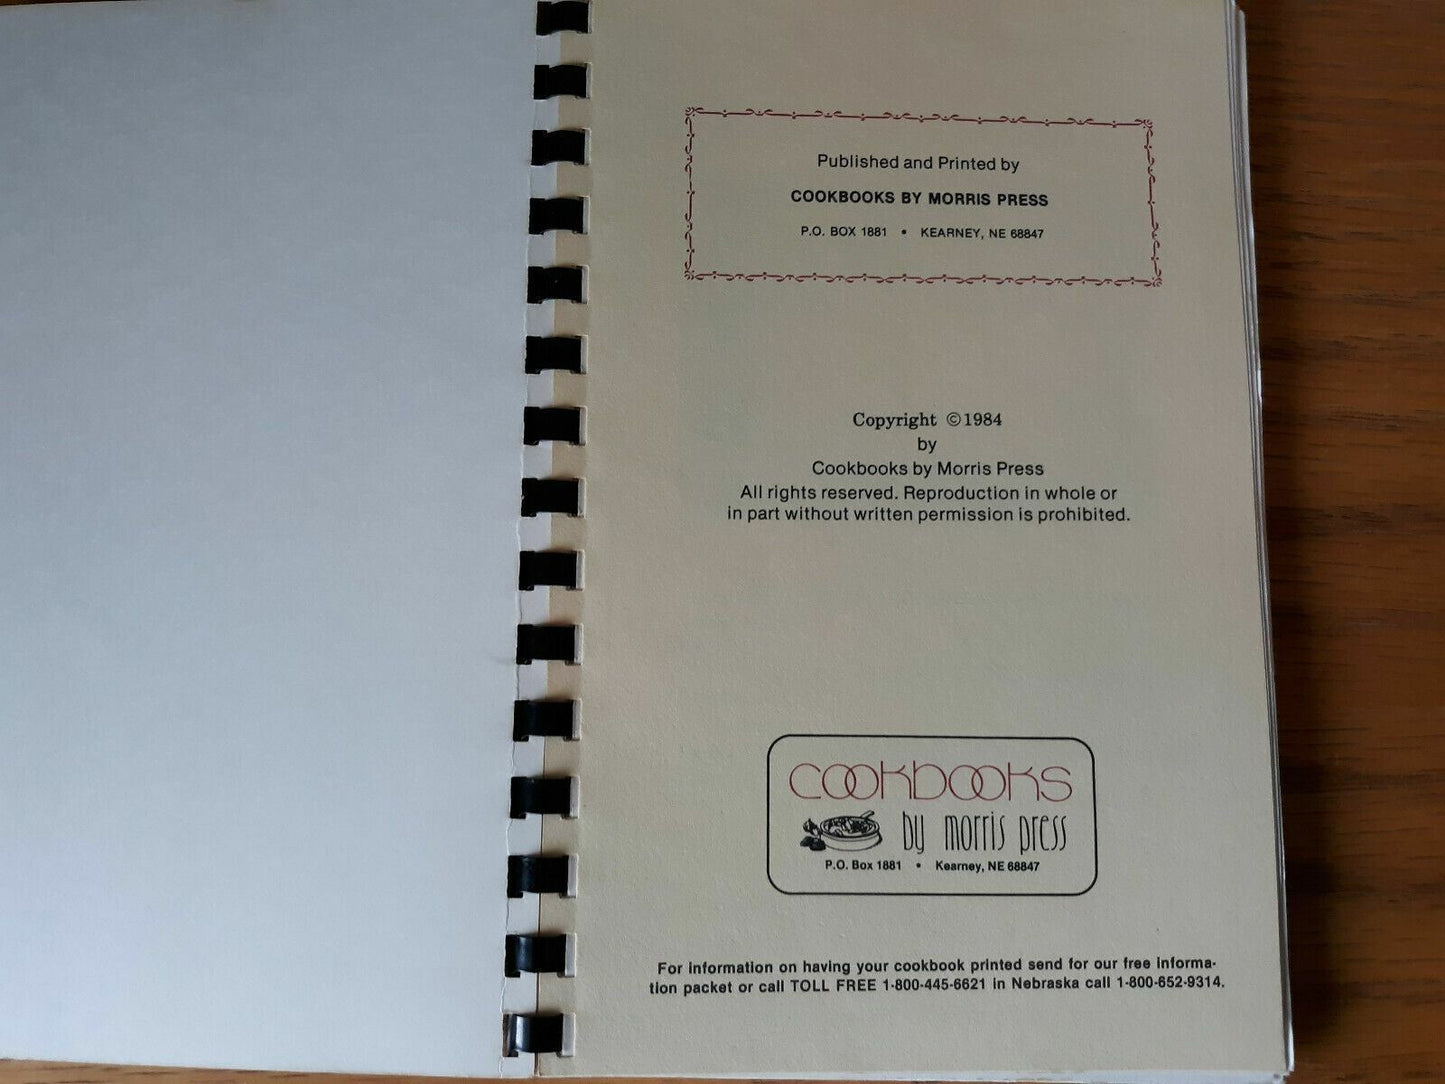 Published and Printed by
COOKBOOKS BY MORRIS PRESS
P.O. BOX 1881 • KEARNEY, NE 68847
Copyright ©1984
by
Cookbooks by Morris Press
All rights reserved. Reproduction in whole or
in part without written permission is prohibited.
cookbooks
by morris press
P.O. Box 1881 • Kearney, NE 68847
For information on having your cookbook printed send for our free informa-
tion packet or call TOLL FREE 1-800-445-6621 in Nebraska call 1-800-652-9314.